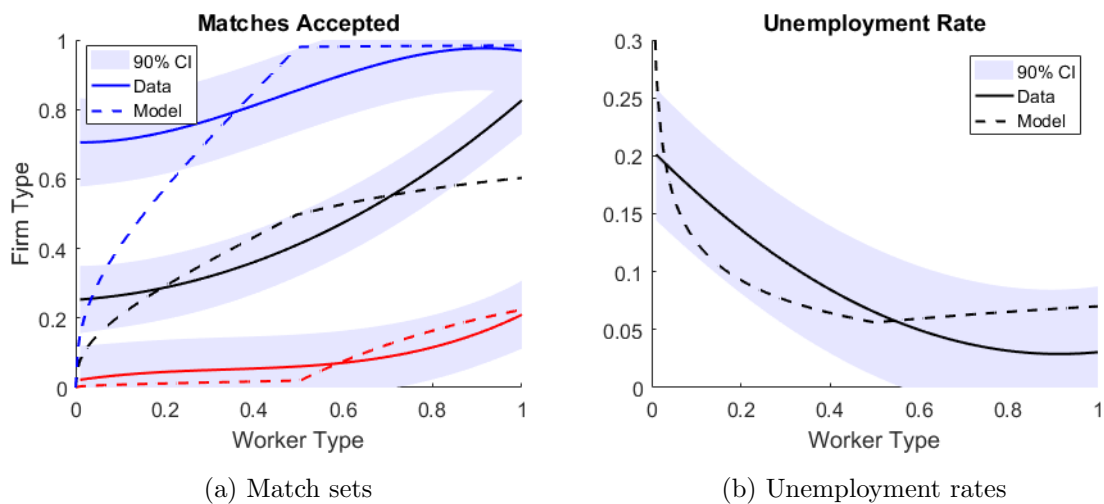 Matches Accepted
90% CI
Data
Model
Firm Type
1
0.8
0.6
0.4
0.2
0
0 0.2 0.4 0.6 0.8 1
Worker Type
(a) Match sets
Unemployment Rate
90% CI
Data
Model
0.3
0.25
0.2
0.15
0.1
0.05
0
0 0.2 0.4 0.6 0.8 1
Worker Type
(b) Unemployment rates